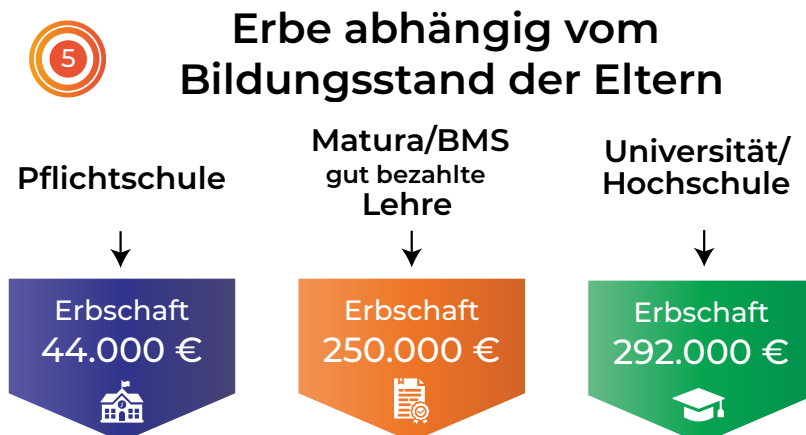 5
Erbe abhängig vom
Bildungsstand der Eltern
Pflichtschule
Matura/BMS
gut bezahlte
Lehre
Universität/
Hochschule
Erbschaft
44.000 €
Erbschaft
250.000 €
Erbschaft
292.000 €